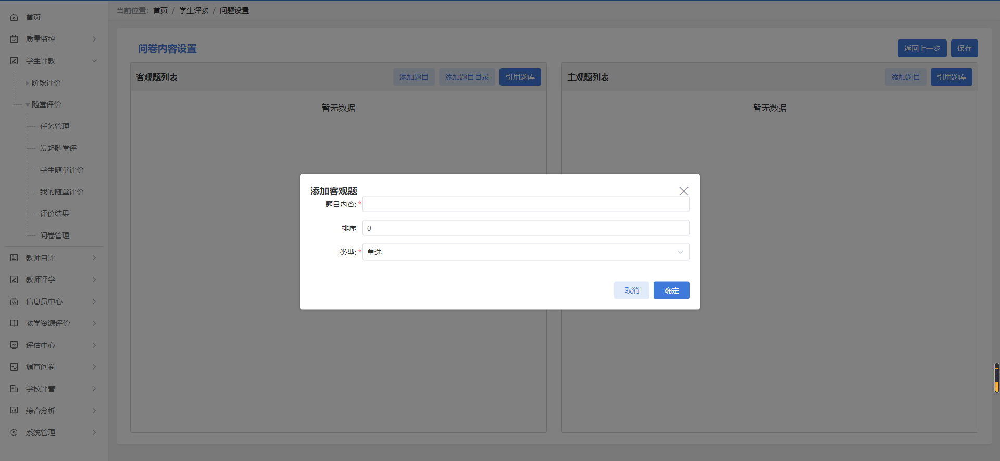 当前位置: 首页 / 学生评教 / 问题设置
首页
质量监控
学生评教
阶段评价
随堂评价
任务管理
发起随堂评
学生随堂评价
我的随堂评价
评价结果
问卷管理
教师自评
教师评学
信息员中心
教学资源评价
评估中心
调查问卷
学校评管
综合分析
系统管理
问卷内容设置
返回上一步 保存
客观题列表 添加题目 添加题目目录 引用题库
暂无数据
主观题列表 添加题目 引用题库
暂无数据
添加客观题
题目内容: *
排序 0
类型: * 单选
取消 确定